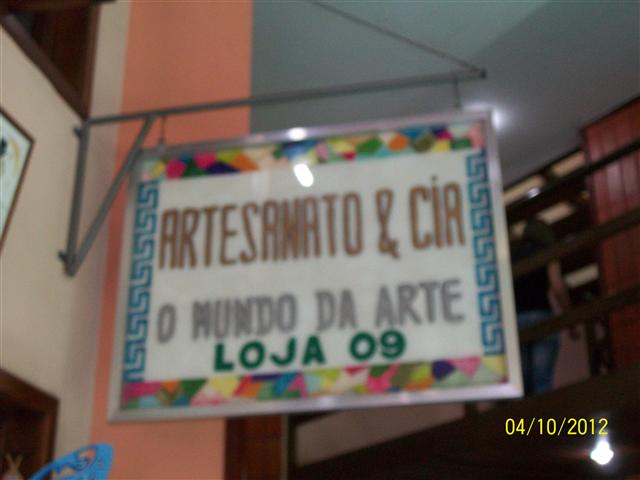 ARTESANATO & CIA
O MUNDO DA ARTE
LOJA 09
04/10/2012